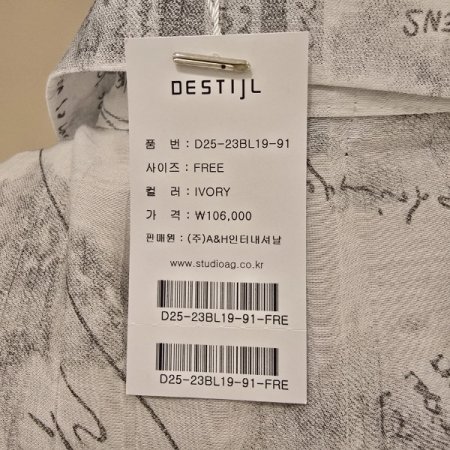 DESTIJL
품 번 : D25-23BL19-91
사이즈 : FREE
컬 러 : IVORY
가 격 : ₩106,000
판매원 : (주)A&H인터내셔날
www.studioag.co.kr
D25-23BL19-91-FRE
D25-23BL19-91-FRE